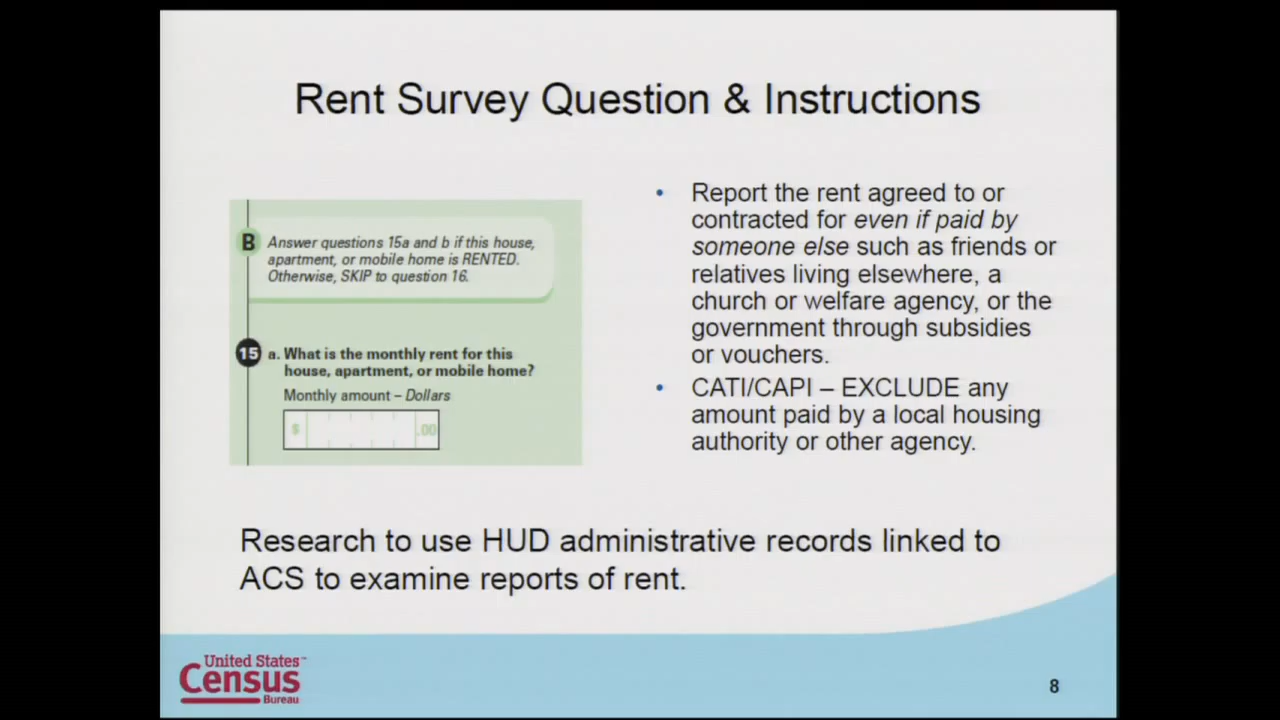 Rent Survey Question & Instructions
B
Answer questions 15a and b if this house,
apartment, or mobile home is RENTED.
Otherwise, SKIP to question 16.
15 a. What is the monthly rent for this
house, apartment, or mobile home?
Monthly amount – Dollars
$ .00
• Report the rent agreed to or
contracted for even if paid by
someone else such as friends or
relatives living elsewhere, a
church or welfare agency, or the
government through subsidies
or vouchers.
• CATI/CAPI – EXCLUDE any
amount paid by a local housing
authority or other agency.
Research to use HUD administrative records linked to
ACS to examine reports of rent.
United States™
Census
Bureau
8